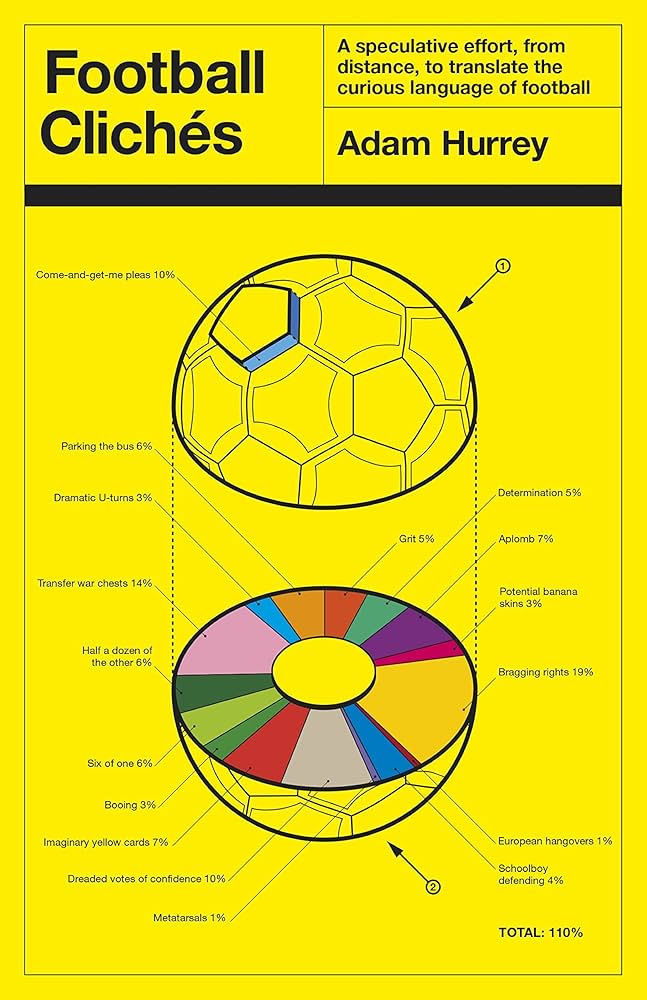 Football
Clichés
A speculative effort, from
distance, to translate the
curious language of football
Adam Hurrey
1
Come-and-get-me pleas 10%
Parking the bus 6%
Dramatic U-turns 3%
Determination 5%
Grit 5%
Aplomb 7%
Transfer war chests 14%
Potential banana
skins 3%
Half a dozen of
the other 6%
Bragging rights 19%
Six of one 6%
Booing 3%
Imaginary yellow cards 7%
European hangovers 1%
Dreaded votes of confidence 10%
Schoolboy
defending 4%
2
Metatarsals 1%
TOTAL: 110%